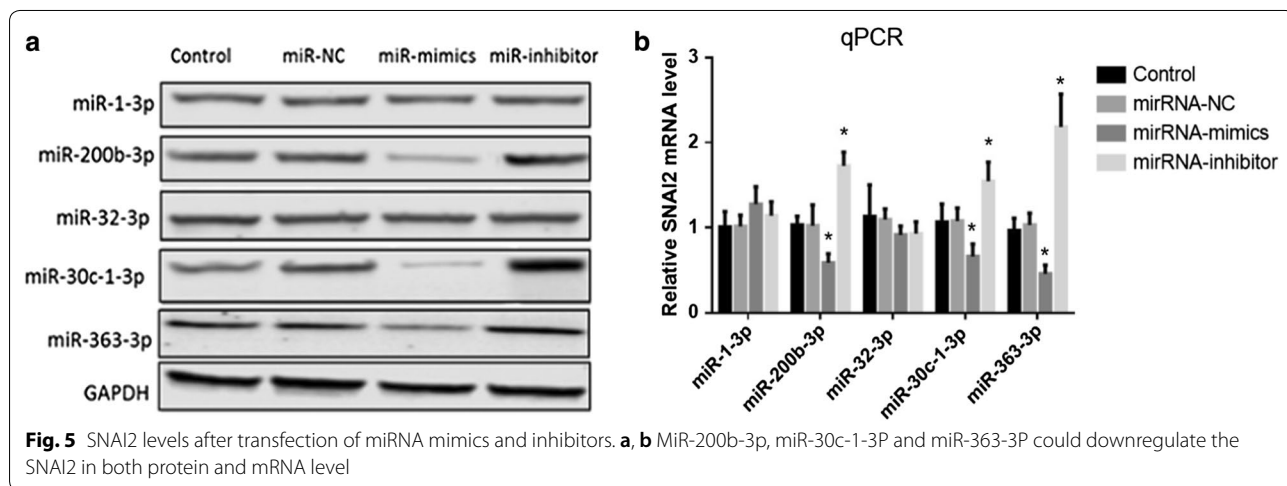 a
Control miR-NC miR-mimics miR-inhibitor
miR-1-3p
miR-200b-3p
miR-32-3p
miR-30c-1-3p
miR-363-3p
GAPDH
b
qPCR
Relative SNAI2 mRNA level
3
2
1
0
* * * * * *
miR-1-3p
miR-200b-3p
miR-32-3p
miR-30c-1-3p
miR-363-3p
Control
mirRNA-NC
mirRNA-mimics
mirRNA-inhibitor
Fig. 5 SNAI2 levels after transfection of miRNA mimics and inhibitors. a, b MiR-200b-3p, miR-30c-1-3P and miR-363-3P could downregulate the
SNAI2 in both protein and mRNA level